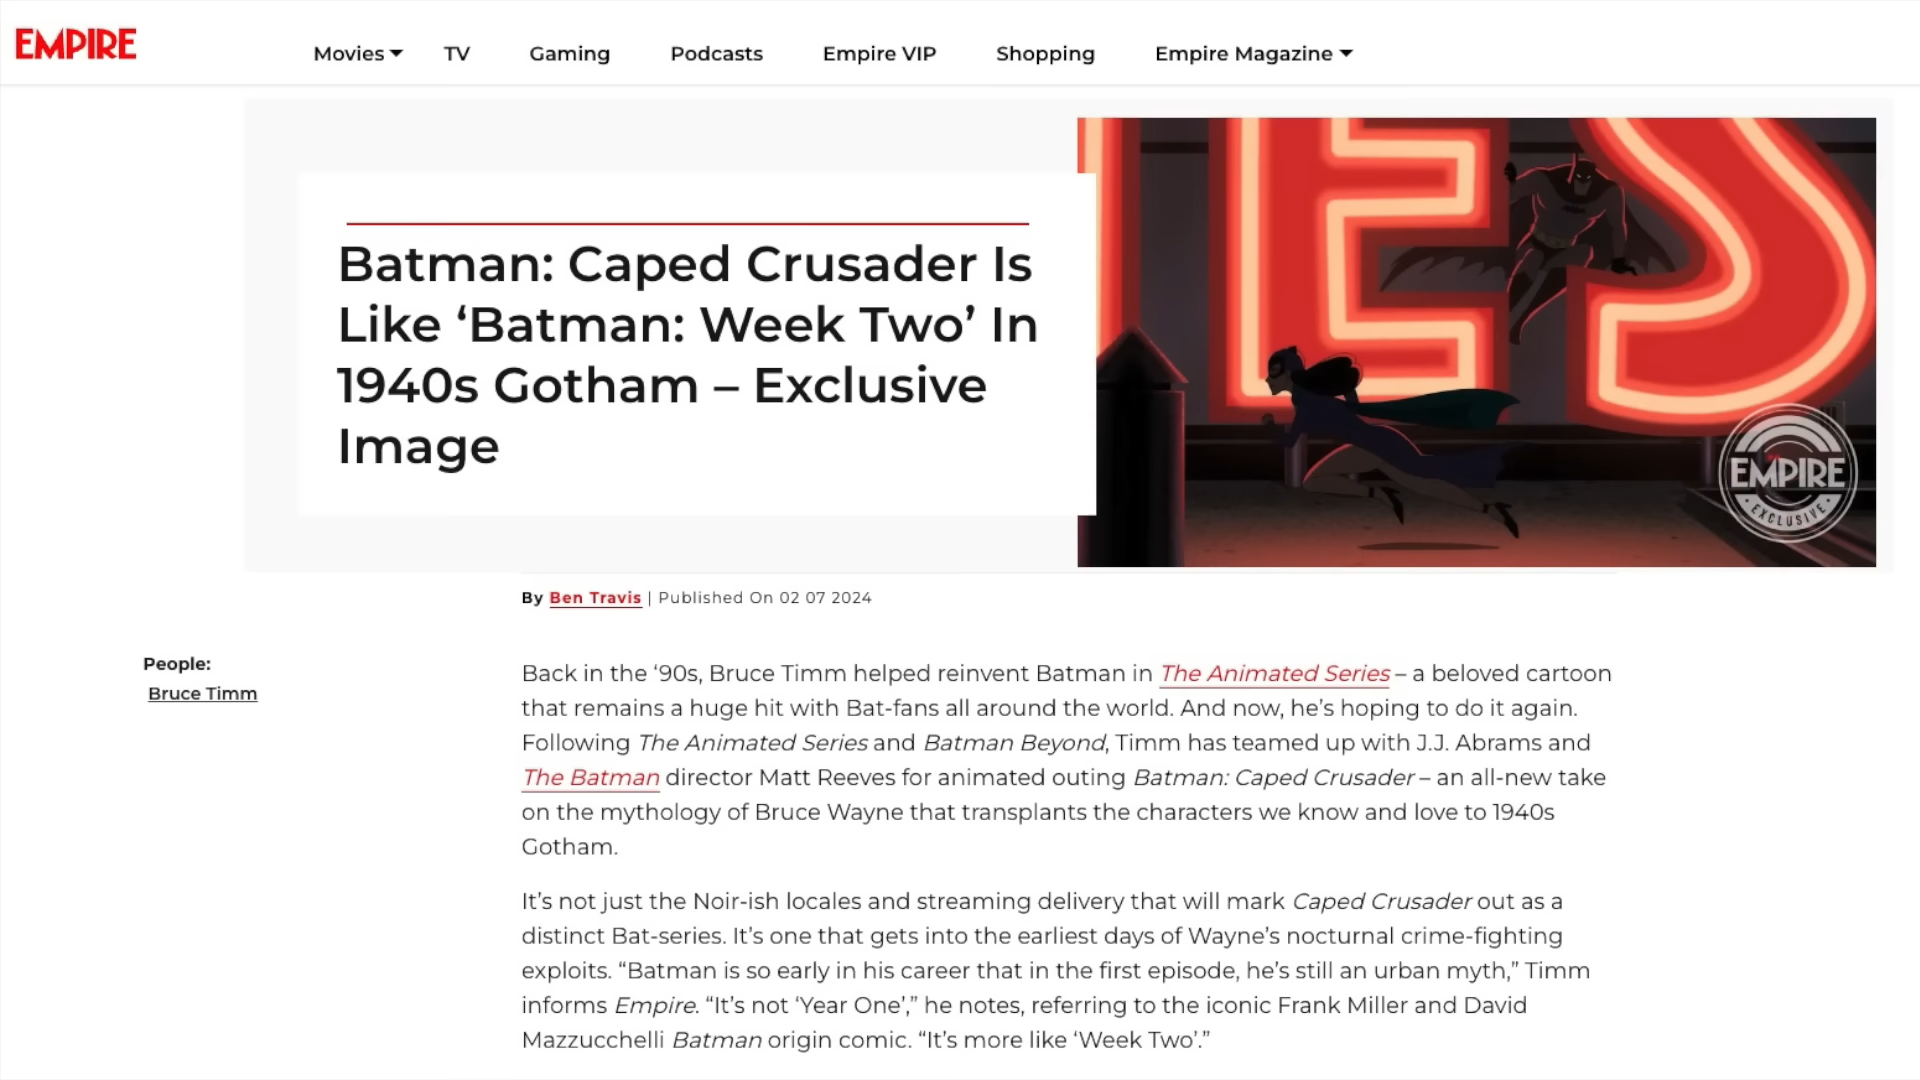 EMPIRE
Movies
TV
Gaming
Podcasts
Empire VIP
Shopping
Empire Magazine
ES
Batman: Caped Crusader Is
Like ‘Batman: Week Two’ In
1940s Gotham – Exclusive
Image
EMPIRE
EXCLUSIVE
By Ben Travis | Published On 02 07 2024
People:
Bruce Timm
Back in the ‘90s, Bruce Timm helped reinvent Batman in The Animated Series – a beloved cartoon
that remains a huge hit with Bat-fans all around the world. And now, he’s hoping to do it again.
Following The Animated Series and Batman Beyond, Timm has teamed up with J.J. Abrams and
The Batman director Matt Reeves for animated outing Batman: Caped Crusader – an all-new take
on the mythology of Bruce Wayne that transplants the characters we know and love to 1940s
Gotham.
It’s not just the Noir-ish locales and streaming delivery that will mark Caped Crusader out as a
distinct Bat-series. It’s one that gets into the earliest days of Wayne’s nocturnal crime-fighting
exploits. “Batman is so early in his career that in the first episode, he’s still an urban myth,” Timm
informs Empire. “It’s not ‘Year One’,” he notes, referring to the iconic Frank Miller and David
Mazzucchelli Batman origin comic. “It’s more like ‘Week Two’.”